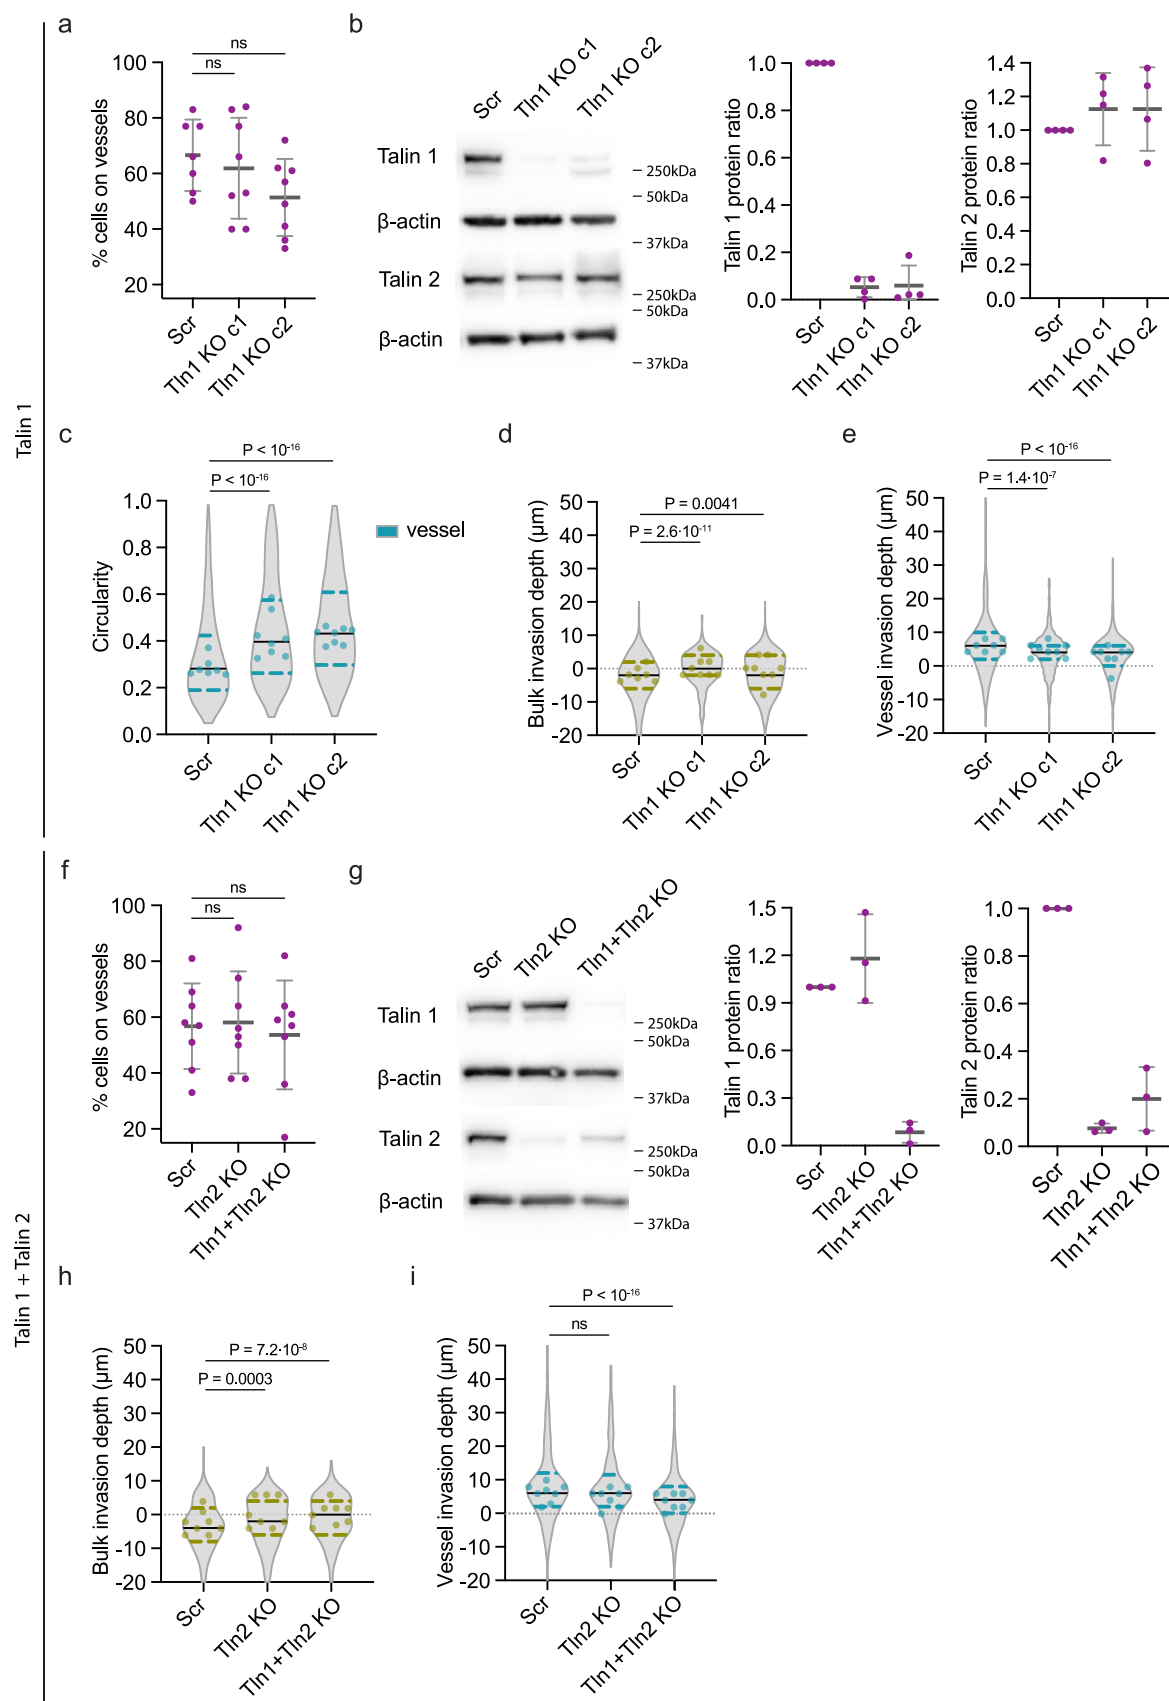 Talin 1
a
ns
ns
100
80
60
40
20
% cells on vessels
Scr
Tln1 KO c1
Tln1 KO c2
b
Scr
Tln1 KO c1
Tln1 KO c2
Talin 1
– 250kDa
– 50kDa
β-actin
– 37kDa
Talin 2
– 250kDa
– 50kDa
β-actin
– 37kDa
Talin 1 protein ratio
1.0
0.8
0.6
0.4
0.2
0.0
Scr
Tln1 KO c1
Tln1 KO c2
Talin 2 protein ratio
1.4
1.2
1.0
0.8
0.6
0.4
0.2
0.0
Scr
Tln1 KO c1
Tln1 KO c2
c
P < 10⁻¹⁶
P < 10⁻¹⁶
Circularity
1.0
0.8
0.6
0.4
0.2
0.0
Scr
Tln1 KO c1
Tln1 KO c2
vessel
d
P = 0.0041
P = 2.6·10⁻¹¹
Bulk invasion depth (µm)
50
40
30
20
10
0
-10
-20
Scr
Tln1 KO c1
Tln1 KO c2
e
P < 10⁻¹⁶
P = 1.4·10⁻⁷
Vessel invasion depth (µm)
50
40
30
20
10
0
-10
-20
Scr
Tln1 KO c1
Tln1 KO c2
Talin 1 + Talin 2
f
ns
ns
% cells on vessels
100
80
60
40
20
Scr
Tln2 KO
Tln1+Tln2 KO
g
Scr
Tln2 KO
Tln1+Tln2 KO
Talin 1
– 250kDa
– 50kDa
β-actin
– 37kDa
Talin 2
– 250kDa
– 50kDa
β-actin
– 37kDa
Talin 1 protein ratio
1.5
1.2
0.9
0.6
0.3
0.0
Scr
Tln2 KO
Tln1+Tln2 KO
Talin 2 protein ratio
1.0
0.8
0.6
0.4
0.2
0.0
Scr
Tln2 KO
Tln1+Tln2 KO
h
P = 7.2·10⁻⁸
P = 0.0003
Bulk invasion depth (µm)
50
40
30
20
10
0
-10
-20
Scr
Tln2 KO
Tln1+Tln2 KO
i
P < 10⁻¹⁶
ns
Vessel invasion depth (µm)
50
40
30
20
10
0
-10
-20
Scr
Tln2 KO
Tln1+Tln2 KO